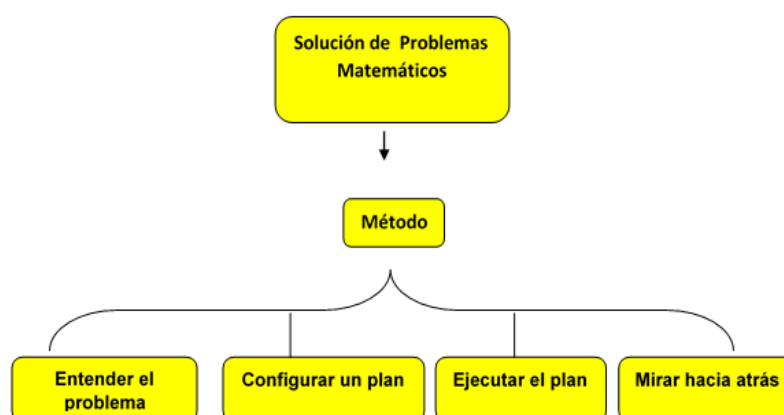 Solución de Problemas
Matemáticos
Método
Entender el
problema
Configurar un plan
Ejecutar el plan
Mirar hacia atrás